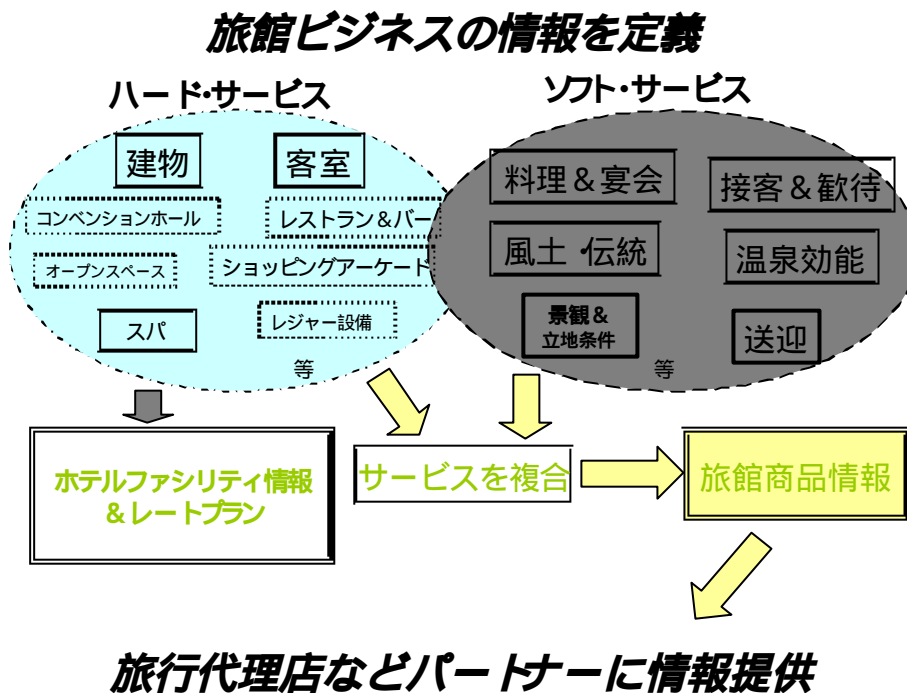 旅館ビジネスの情報を定義
ハード・サービス
ソフト・サービス
建物
客室
コンベンションホール
レストラン＆バー
オープンスペース
ショッピングアーケード
スパ
レジャー設備
等
料理＆宴会
接客＆歓待
風土・伝統
温泉効能
景観＆
立地条件
送迎
等
ホテルファシリティ情報
＆レートプラン
サービスを複合
旅館商品情報
旅行代理店などパートナーに情報提供